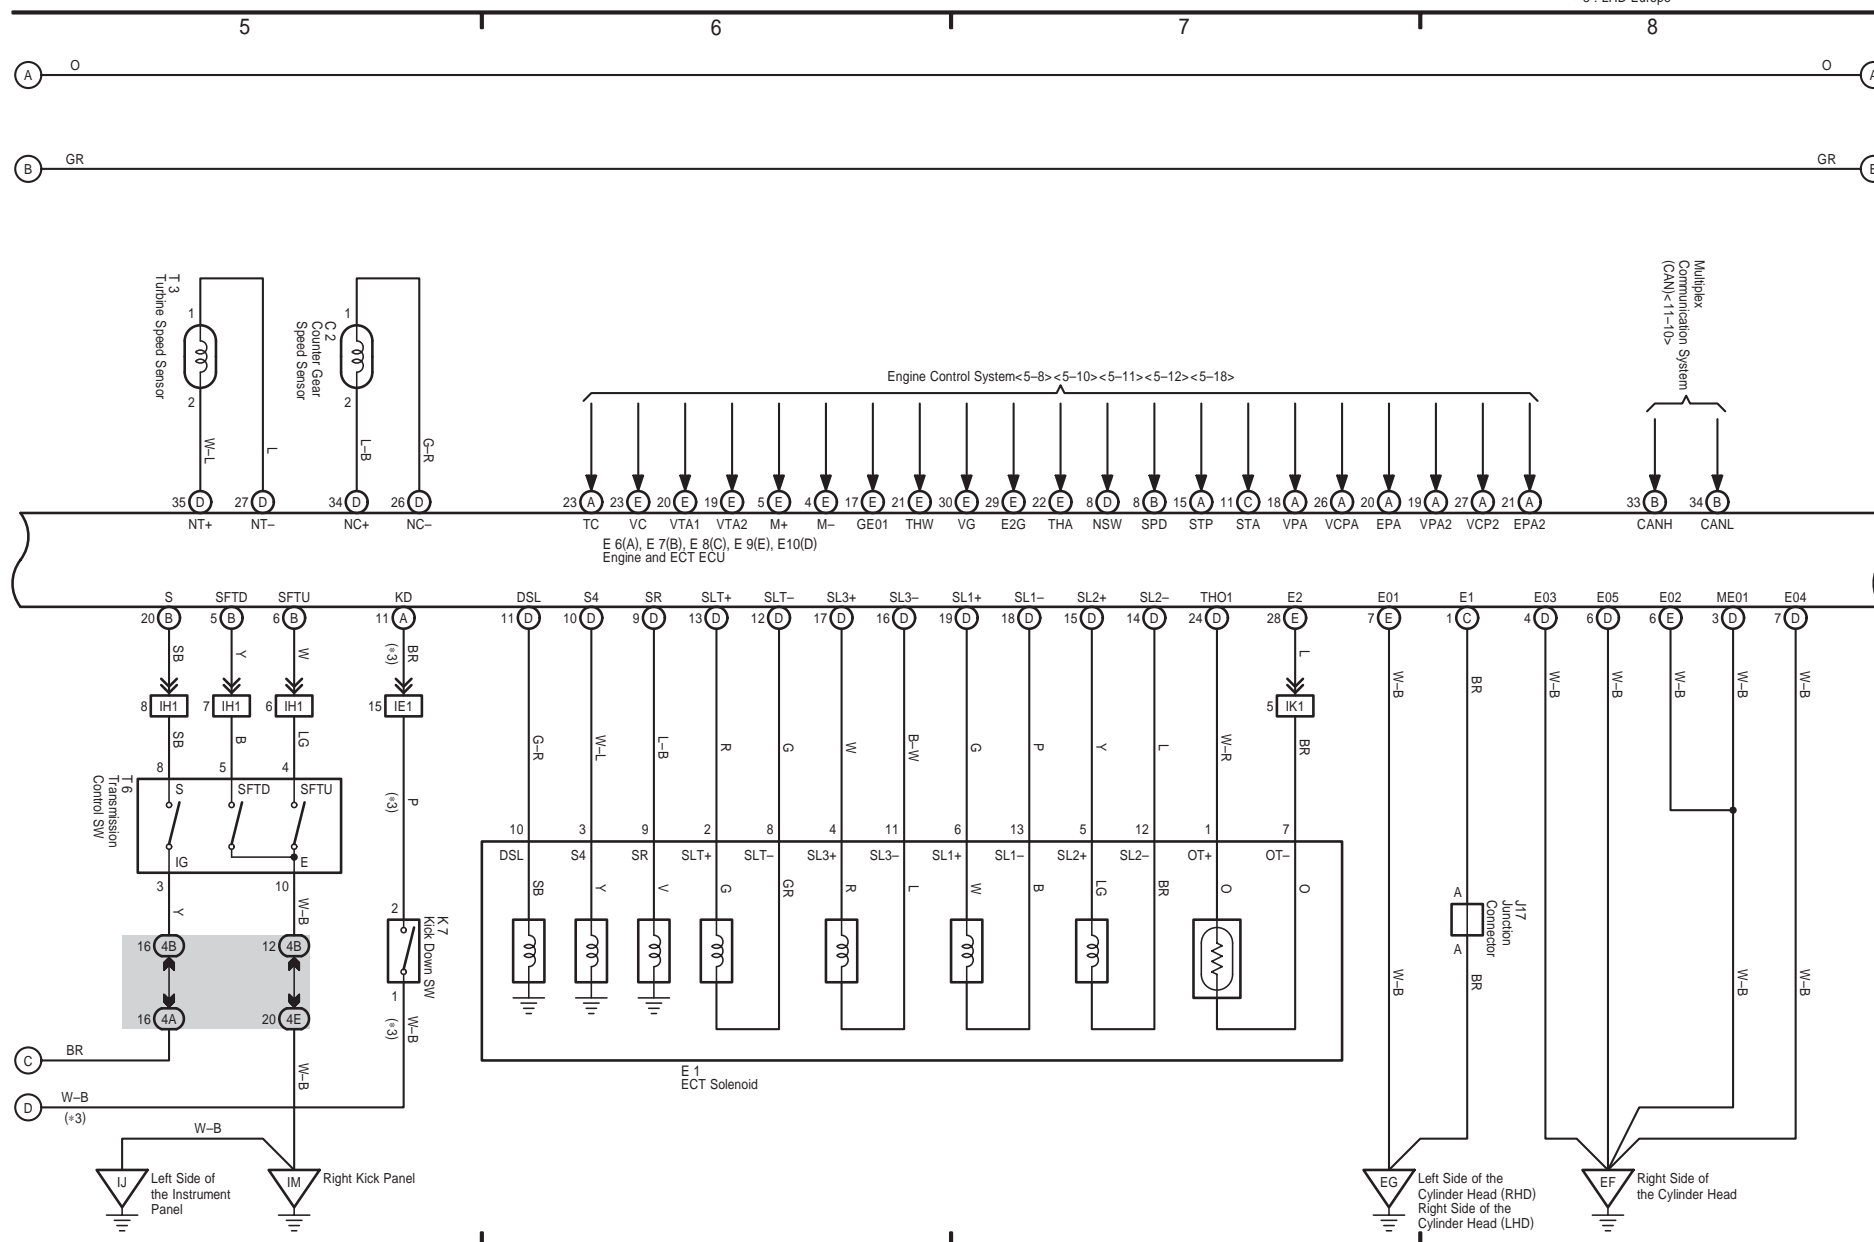 5 6 7 8
A O O
B GR GR
T 3
Turbine Speed Sensor
1
2
W–L
L
C 2
Counter Gear
Speed Sensor
1
2
L–B
G–R
Engine Control System<5–8><5–10><5–11><5–12><5–18>
Multiplex
Communication System
(CAN)<11–10>
35 D 27 D 34 D 26 D 23 A 23 E 20 E 19 E 5 E 4 E 17 E 21 E 30 E 29 E 22 E 8 D 8 B 15 A 11 C 18 A 26 A 20 A 19 A 27 A 21 A 33 B 34 B
NT+ NT– NC+ NC– TC VC VTA1 VTA2 M+ M– GE01 THW VG E2G THA NSW SPD STP STA VPA VCPA EPA VPA2 VCP2 EPA2 CANH CANL
E 6(A), E 7(B), E 8(C), E 9(E), E10(D)
Engine and ECT ECU
S SFTD SFTU KD DSL S4 SR SLT+ SLT– SL3+ SL3– SL1+ SL1– SL2+ SL2– THO1 E2 E01 E1 E03 E05 E02 ME01 E04
20 B 5 B 6 B 11 A 11 D 10 D 9 D 13 D 12 D 17 D 16 D 19 D 18 D 15 D 14 D 24 D 28 E 7 E 1 C 4 D 6 D 6 E 3 D 7 D
SB Y W BR (*3) L
W–B BR W–B W–B W–B W–B W–B
8 IH1 7 IH1 6 IH1 15 IE1 5 IK1
SB B LG P (*3)
G–R W–L L–B R G W B–W G P Y L W–R BR
T 6
Transmission
Control SW
8 5 4
S SFTD SFTU
IG E
3 10
Y W–B
16 4B 12 4B
16 4A 20 4E
K 7
Kick Down SW
2
1
W–B (*3)
10 3 9 2 8 4 11 6 13 5 12 1 7
DSL S4 SR SLT+ SLT– SL3+ SL3– SL1+ SL1– SL2+ SL2– OT+ OT–
SB Y V G GR R L W B LG BR O O
E 1
ECT Solenoid
A
A
J17
Junction
Connector
W–B BR W–B W–B
C BR
D W–B
(*3)
W–B
W–B
IJ Left Side of
the Instrument
Panel
IM Right Kick Panel
EG Left Side of the
Cylinder Head (RHD)
Right Side of the
Cylinder Head (LHD)
EF Right Side of
the Cylinder Head